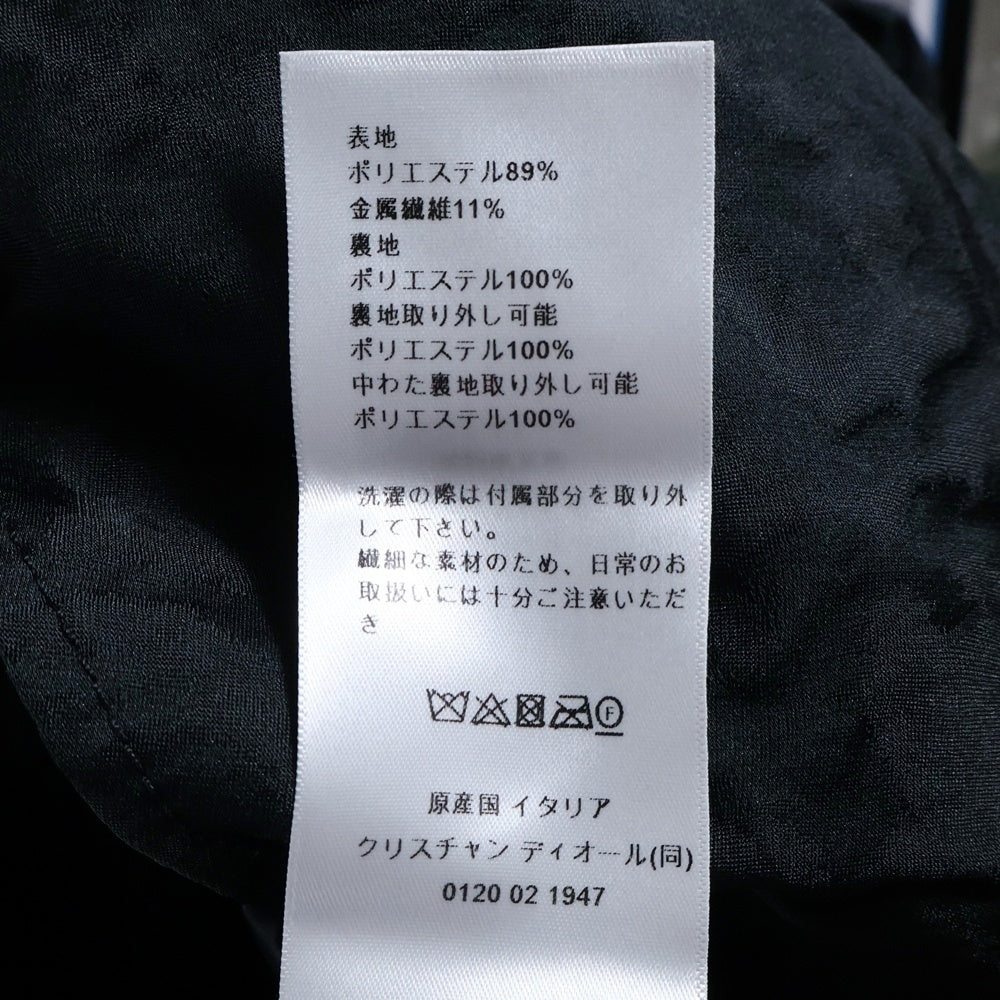 表地
ポリエステル89%
金属繊維11%
裏地
ポリエステル100%
裏地取り外し可能
ポリエステル100%
中わた裏地取り外し可能
ポリエステル100%
洗濯の際は付属部分を取り外
して下さい。
繊細な素材のため、日常のお
取扱いには十分ご注意いただ
き
F
原産国 イタリア
クリスチャン ディオール(同)
0120 02 1947